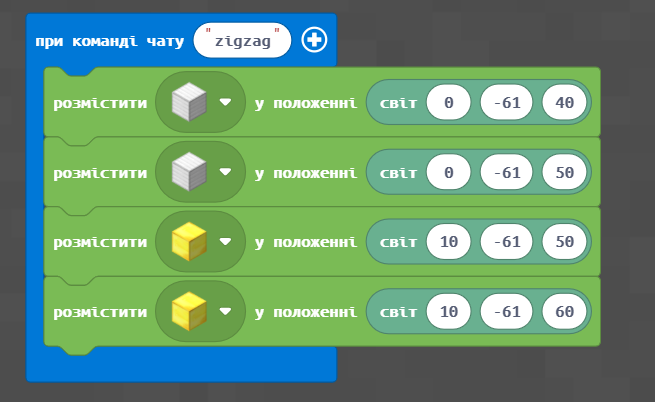 при команді чату "zigzag"
розмістити у положенні світ 0 -61 40
розмістити у положенні світ 0 -61 50
розмістити у положенні світ 10 -61 50
розмістити у положенні світ 10 -61 60